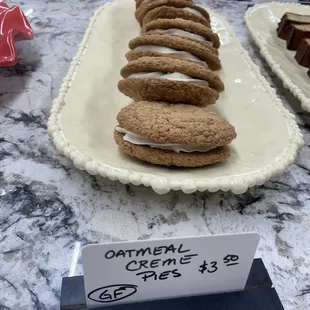 OATMEAL
CREME
PIES $3.50
GF